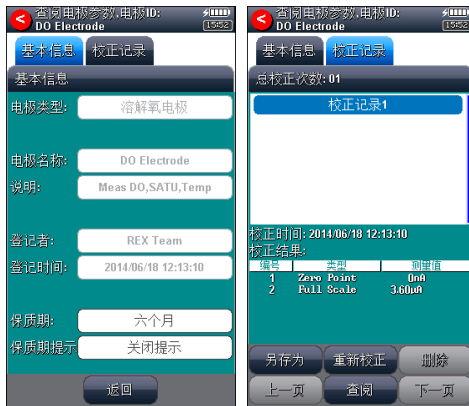 查阅电极参数.电极ID:
DO Electrode
15:52
基本信息
校正记录
基本信息
电极类型:
溶解氧电极
电极名称:
DO Electrode
说明:
Meas DO,SATU,Temp
登记者:
REX Team
登记时间:
2014/06/18 12:13:10
保质期:
六个月
保质期提示
关闭提示
返回
查阅电极参数.电极ID:
DO Electrode
15:52
基本信息
校正记录
总校正次数: 01
校正记录1
校正时间: 2014/06/18 12:13:10
校正结果:
编号 类型 测量值
1 Zero Point 0nA
2 Full Scale 3.60μA
另存为
重新校正
删除
上一页
查阅
下一页